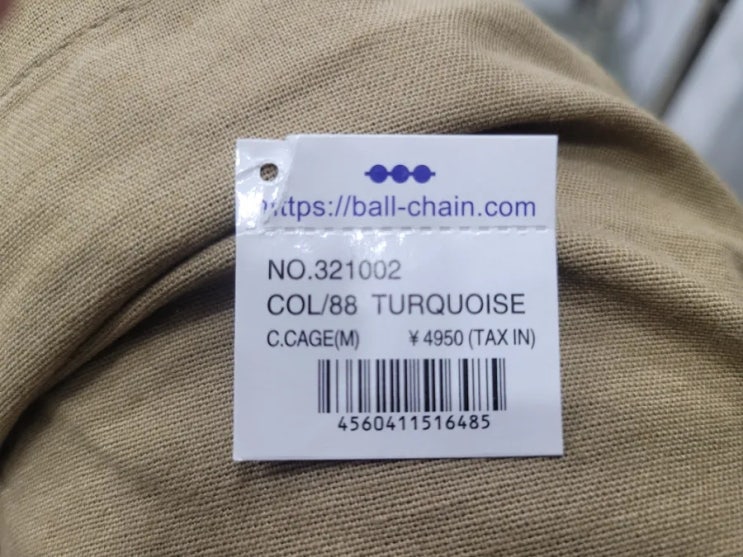 https://ball-chain.com
NO.321002
COL/88 TURQUOISE
C.CAGE(M) ¥4950 (TAX IN)
4560411516485